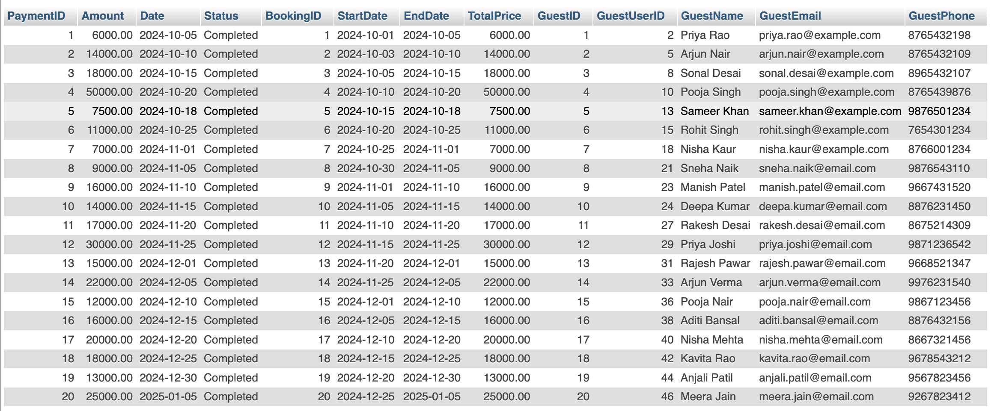 PaymentID Amount Date Status BookingID StartDate EndDate TotalPrice GuestID GuestUserID GuestName GuestEmail GuestPhone
1 6000.00 2024-10-05 Completed 1 2024-10-01 2024-10-05 6000.00 1 2 Priya Rao priya.rao@example.com 8765432198
2 14000.00 2024-10-10 Completed 2 2024-10-03 2024-10-10 14000.00 2 5 Arjun Nair arjun.nair@example.com 8765432109
3 18000.00 2024-10-15 Completed 3 2024-10-05 2024-10-15 18000.00 3 8 Sonal Desai sonal.desai@example.com 8965432107
4 50000.00 2024-10-20 Completed 4 2024-10-10 2024-10-20 50000.00 4 10 Pooja Singh pooja.singh@example.com 8765439876
5 7500.00 2024-10-18 Completed 5 2024-10-15 2024-10-18 7500.00 5 13 Sameer Khan sameer.khan@example.com 9876501234
6 11000.00 2024-10-25 Completed 6 2024-10-20 2024-10-25 11000.00 6 15 Rohit Singh rohit.singh@example.com 7654301234
7 7000.00 2024-11-01 Completed 7 2024-10-25 2024-11-01 7000.00 7 18 Nisha Kaur nisha.kaur@example.com 8766001234
8 9000.00 2024-11-05 Completed 8 2024-10-30 2024-11-05 9000.00 8 21 Sneha Naik sneha.naik@email.com 9876543110
9 16000.00 2024-11-10 Completed 9 2024-11-01 2024-11-10 16000.00 9 23 Manish Patel manish.patel@email.com 9667431520
10 14000.00 2024-11-15 Completed 10 2024-11-05 2024-11-15 14000.00 10 24 Deepa Kumar deepa.kumar@email.com 8876231450
11 17000.00 2024-11-20 Completed 11 2024-11-10 2024-11-20 17000.00 11 27 Rakesh Desai rakesh.desai@email.com 8675214309
12 30000.00 2024-11-25 Completed 12 2024-11-15 2024-11-25 30000.00 12 29 Priya Joshi priya.joshi@email.com 9871236542
13 15000.00 2024-12-01 Completed 13 2024-11-20 2024-12-01 15000.00 13 31 Rajesh Pawar rajesh.pawar@email.com 9668521347
14 22000.00 2024-12-05 Completed 14 2024-11-25 2024-12-05 22000.00 14 33 Arjun Verma arjun.verma@email.com 9976231540
15 12000.00 2024-12-10 Completed 15 2024-12-01 2024-12-10 12000.00 15 36 Pooja Nair pooja.nair@email.com 9867123456
16 16000.00 2024-12-15 Completed 16 2024-12-05 2024-12-15 16000.00 16 38 Aditi Bansal aditi.bansal@email.com 8876432156
17 20000.00 2024-12-20 Completed 17 2024-12-10 2024-12-20 20000.00 17 40 Nisha Mehta nisha.mehta@email.com 8667321456
18 18000.00 2024-12-25 Completed 18 2024-12-15 2024-12-25 18000.00 18 42 Kavita Rao kavita.rao@email.com 9678543212
19 13000.00 2024-12-30 Completed 19 2024-12-20 2024-12-30 13000.00 19 44 Anjali Patil anjali.patil@email.com 9567823456
20 25000.00 2025-01-05 Completed 20 2024-12-25 2025-01-05 25000.00 20 46 Meera Jain meera.jain@email.com 9267823412